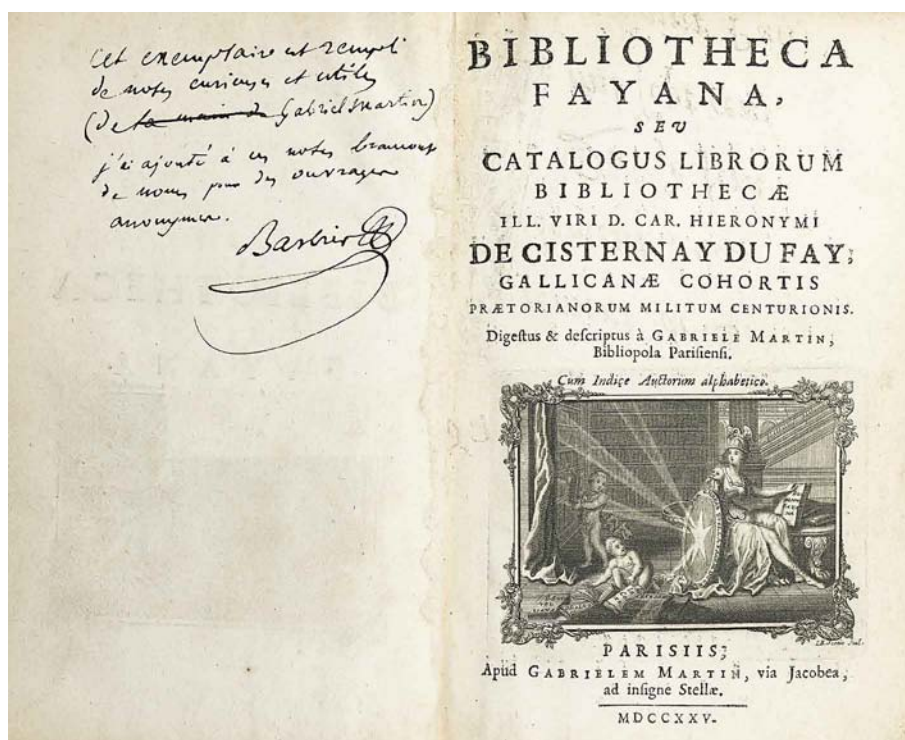 cet exemplaire est rempli
de notes curieuses et utiles
(de la main de Gabriel Martin)
j'ai ajouté à ces notes beaucoup
de noms pour des ouvrages
anonymes.
Barbier
BIBLIOTHECA
FAYANA,
SEU
CATALOGUS LIBRORUM
BIBLIOTHECÆ
ILL. VIRI D. CAR. HIERONYMI
DE CISTERNAY DU FAY,
GALLICANÆ COHORTIS
PRÆTORIANORUM MILITUM CENTURIONIS.
Digeſtus & deſcriptus à GABRIELE MARTIN,
Bibliopola Pariſienſi.
Cum Indice Auctorum alphabetico.
PARISIIS,
Apud GABRIELEM MARTIN, via Jacobea,
ad inſigne Stellæ.
MDCCXXV.